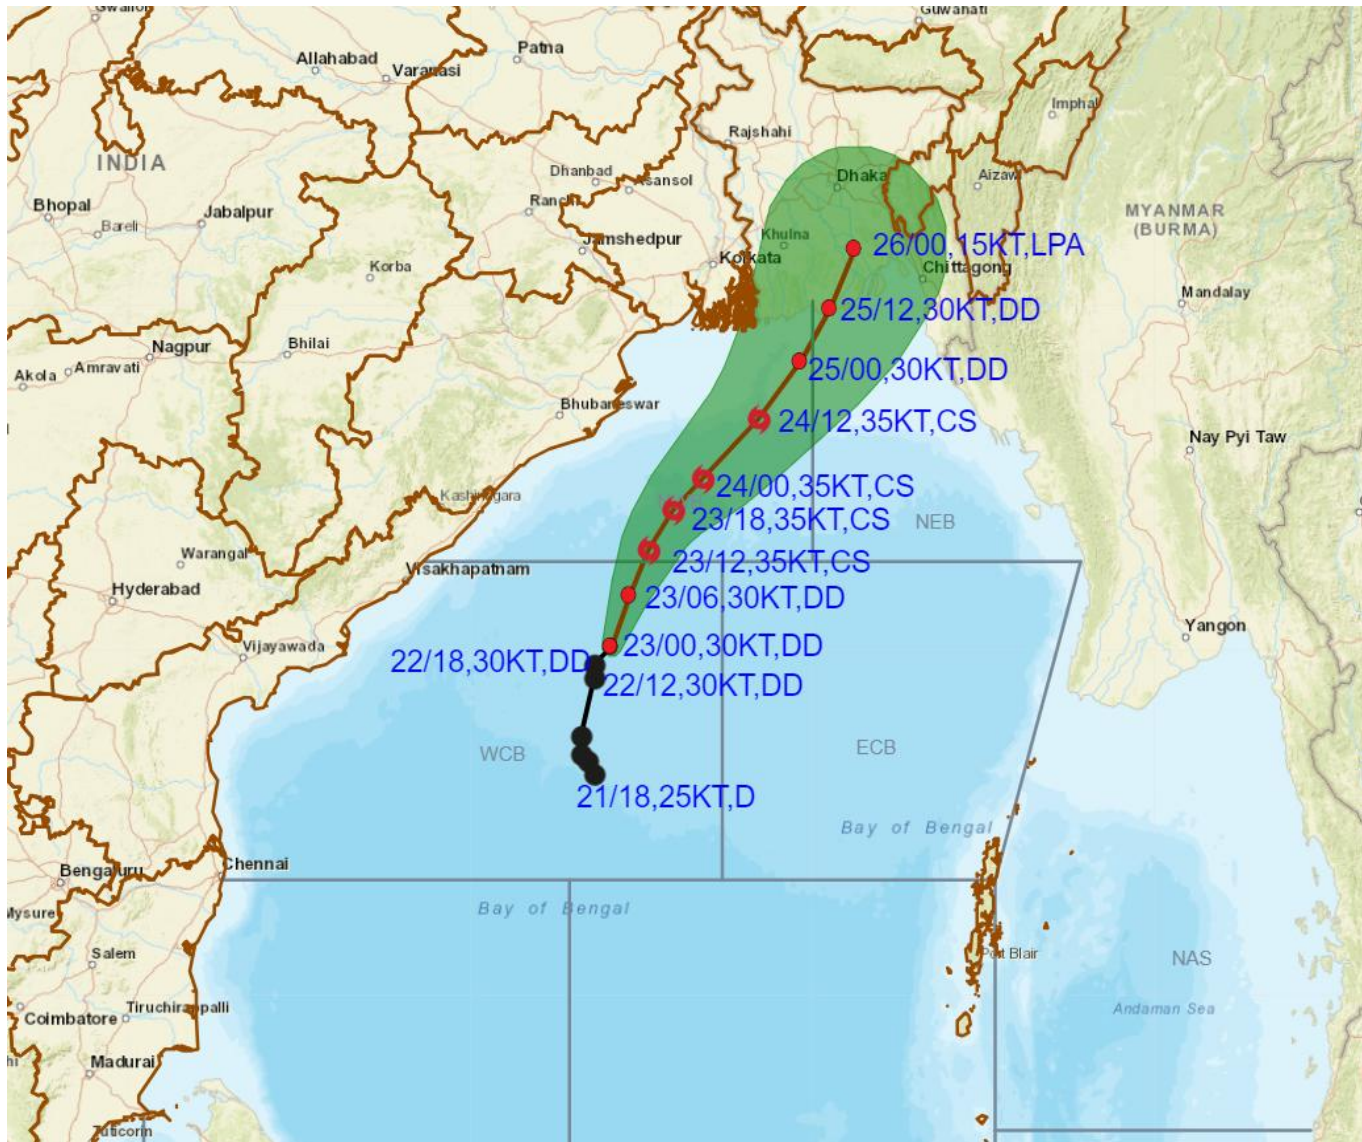 Gwalior
Guwahati
Patna
Allahabad
Varanasi
Imphal
Rajshahi
INDIA
Dhanbad
Asansol
Dhaka
Aizawl
Ranchi
Bhopal
Jabalpur
Bareli
MYANMAR
(BURMA)
Khulna
Jamshedpur
Kolkata
26/00,15KT,LPA
Korba
Chittagong
Mandalay
25/12,30KT,DD
Nagpur
Bhilai
Amravati
Akola
25/00,30KT,DD
Bhubaneswar
24/12,35KT,CS
Nay Pyi Taw
24/00,35KT,CS
23/18,35KT,CS
NEB
Warangal
23/12,35KT,CS
Visakhapatnam
Hyderabad
23/06,30KT,DD
Yangon
Vijayawada
23/00,30KT,DD
22/18,30KT,DD
22/12,30KT,DD
WCB
ECB
21/18,25KT,D
Bay of Bengal
Chennai
Bengaluru
Mysure
Bay of Bengal
Salem
Port Blair
NAS
Tiruchirappalli
Coimbatore
Andaman Sea
Madurai
Tuticorin